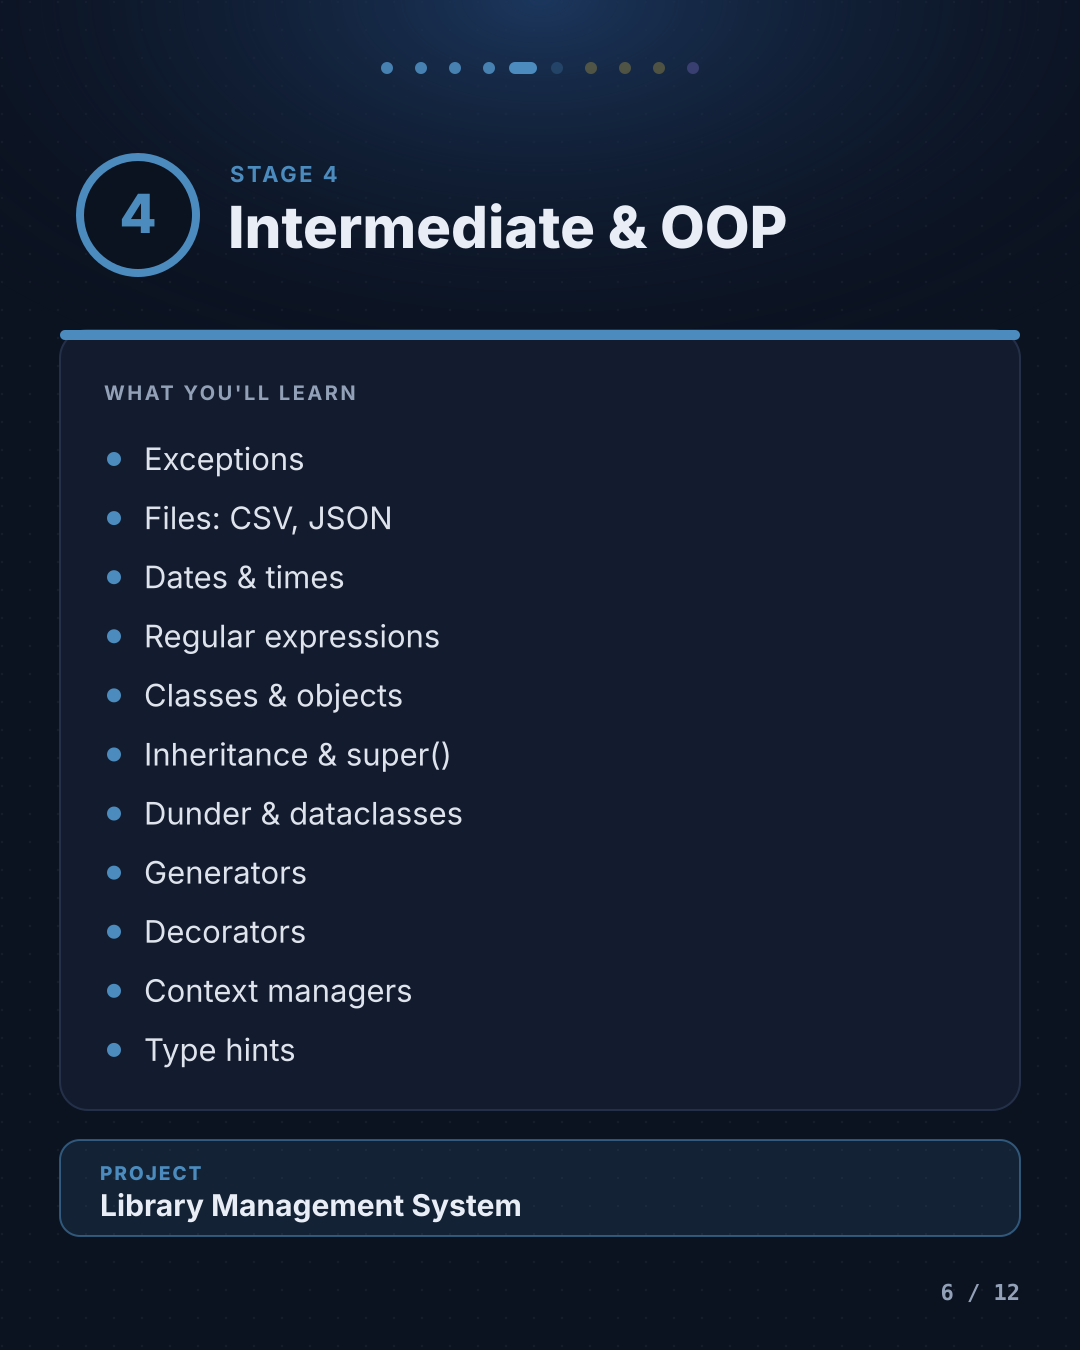 4
STAGE 4
Intermediate & OOP
WHAT YOU'LL LEARN
Exceptions
Files: CSV, JSON
Dates & times
Regular expressions
Classes & objects
Inheritance & super()
Dunder & dataclasses
Generators
Decorators
Context managers
Type hints
PROJECT
Library Management System
6 / 12